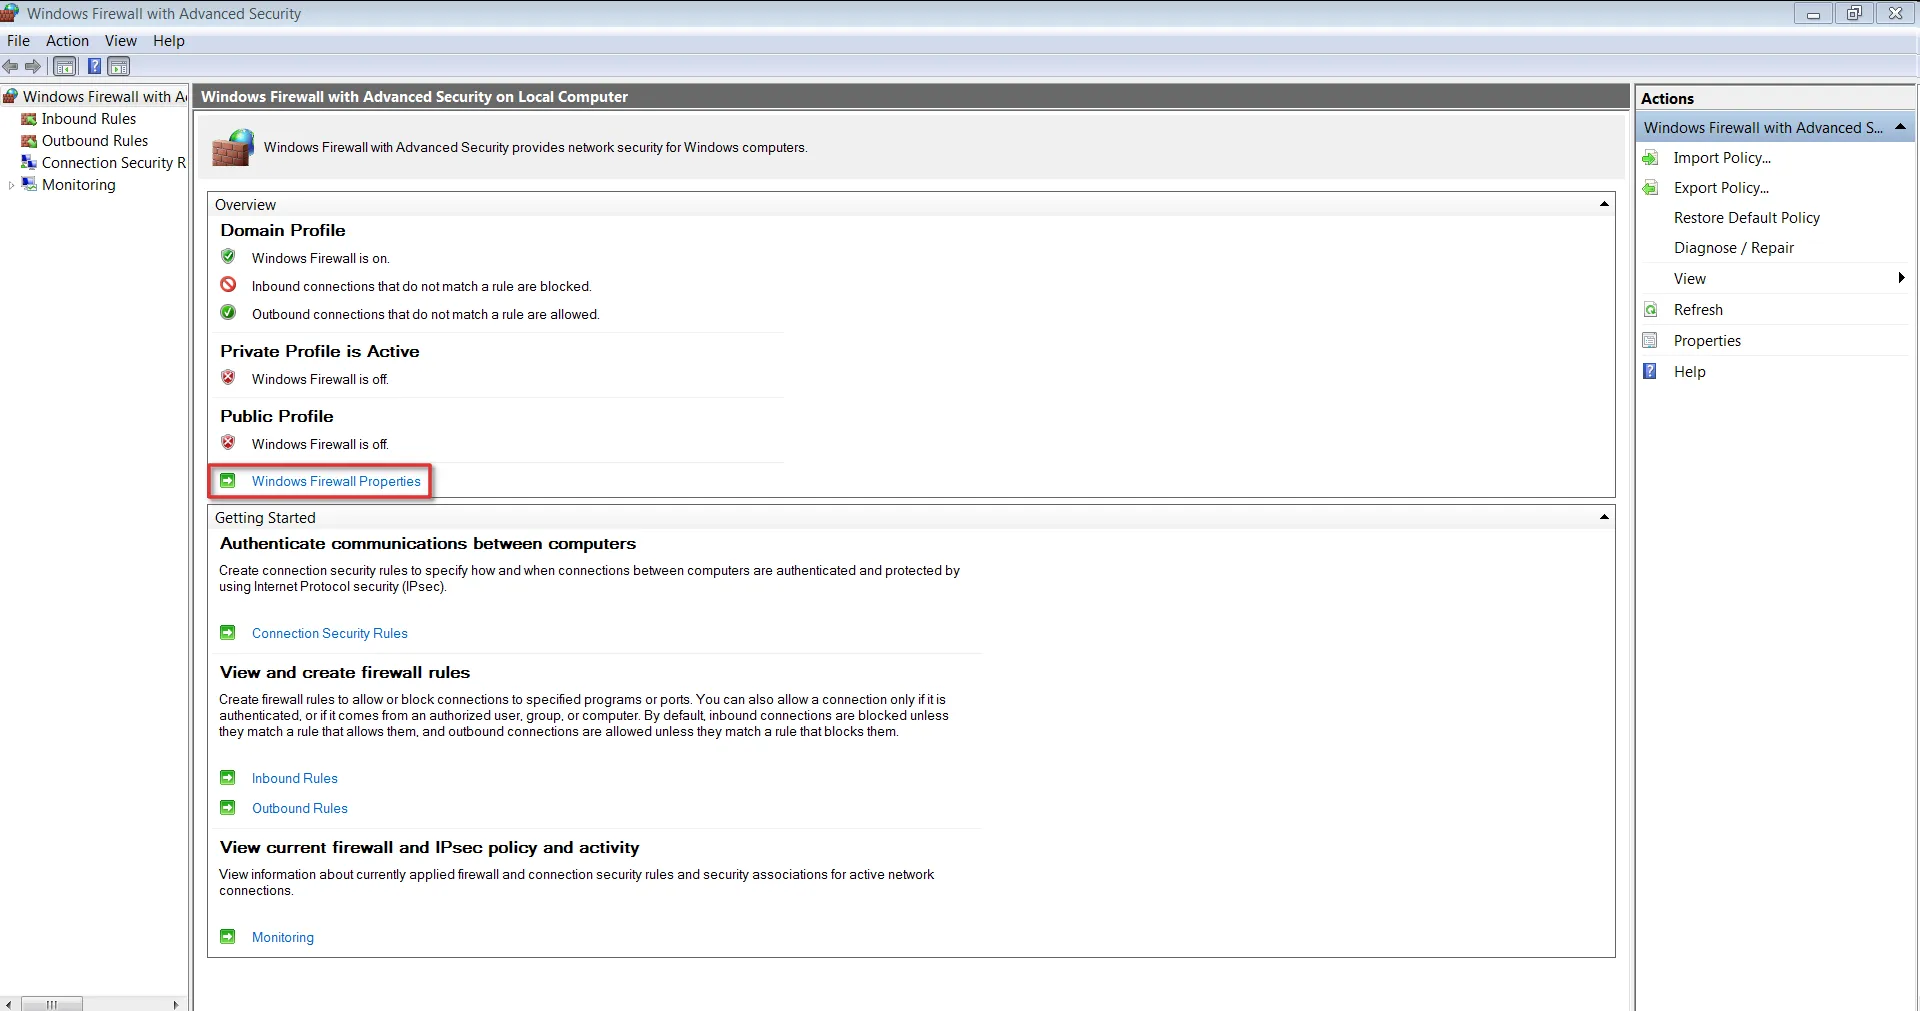 Windows Firewall with Advanced Security
File Action View Help
Windows Firewall with A
Inbound Rules
Outbound Rules
Connection Security R
Monitoring
Windows Firewall with Advanced Security on Local Computer
Windows Firewall with Advanced Security provides network security for Windows computers.
Overview
Domain Profile
Windows Firewall is on.
Inbound connections that do not match a rule are blocked.
Outbound connections that do not match a rule are allowed.
Private Profile is Active
Windows Firewall is off.
Public Profile
Windows Firewall is off.
Windows Firewall Properties
Getting Started
Authenticate communications between computers
Create connection security rules to specify how and when connections between computers are authenticated and protected by
using Internet Protocol security (IPsec).
Connection Security Rules
View and create firewall rules
Create firewall rules to allow or block connections to specified programs or ports. You can also allow a connection only if it is
authenticated, or if it comes from an authorized user, group, or computer. By default, inbound connections are blocked unless
they match a rule that allows them, and outbound connections are allowed unless they match a rule that blocks them.
Inbound Rules
Outbound Rules
View current firewall and IPsec policy and activity
View information about currently applied firewall and connection security rules and security associations for active network
connections.
Monitoring
Actions
Windows Firewall with Advanced S...
Import Policy...
Export Policy...
Restore Default Policy
Diagnose / Repair
View
Refresh
Properties
Help